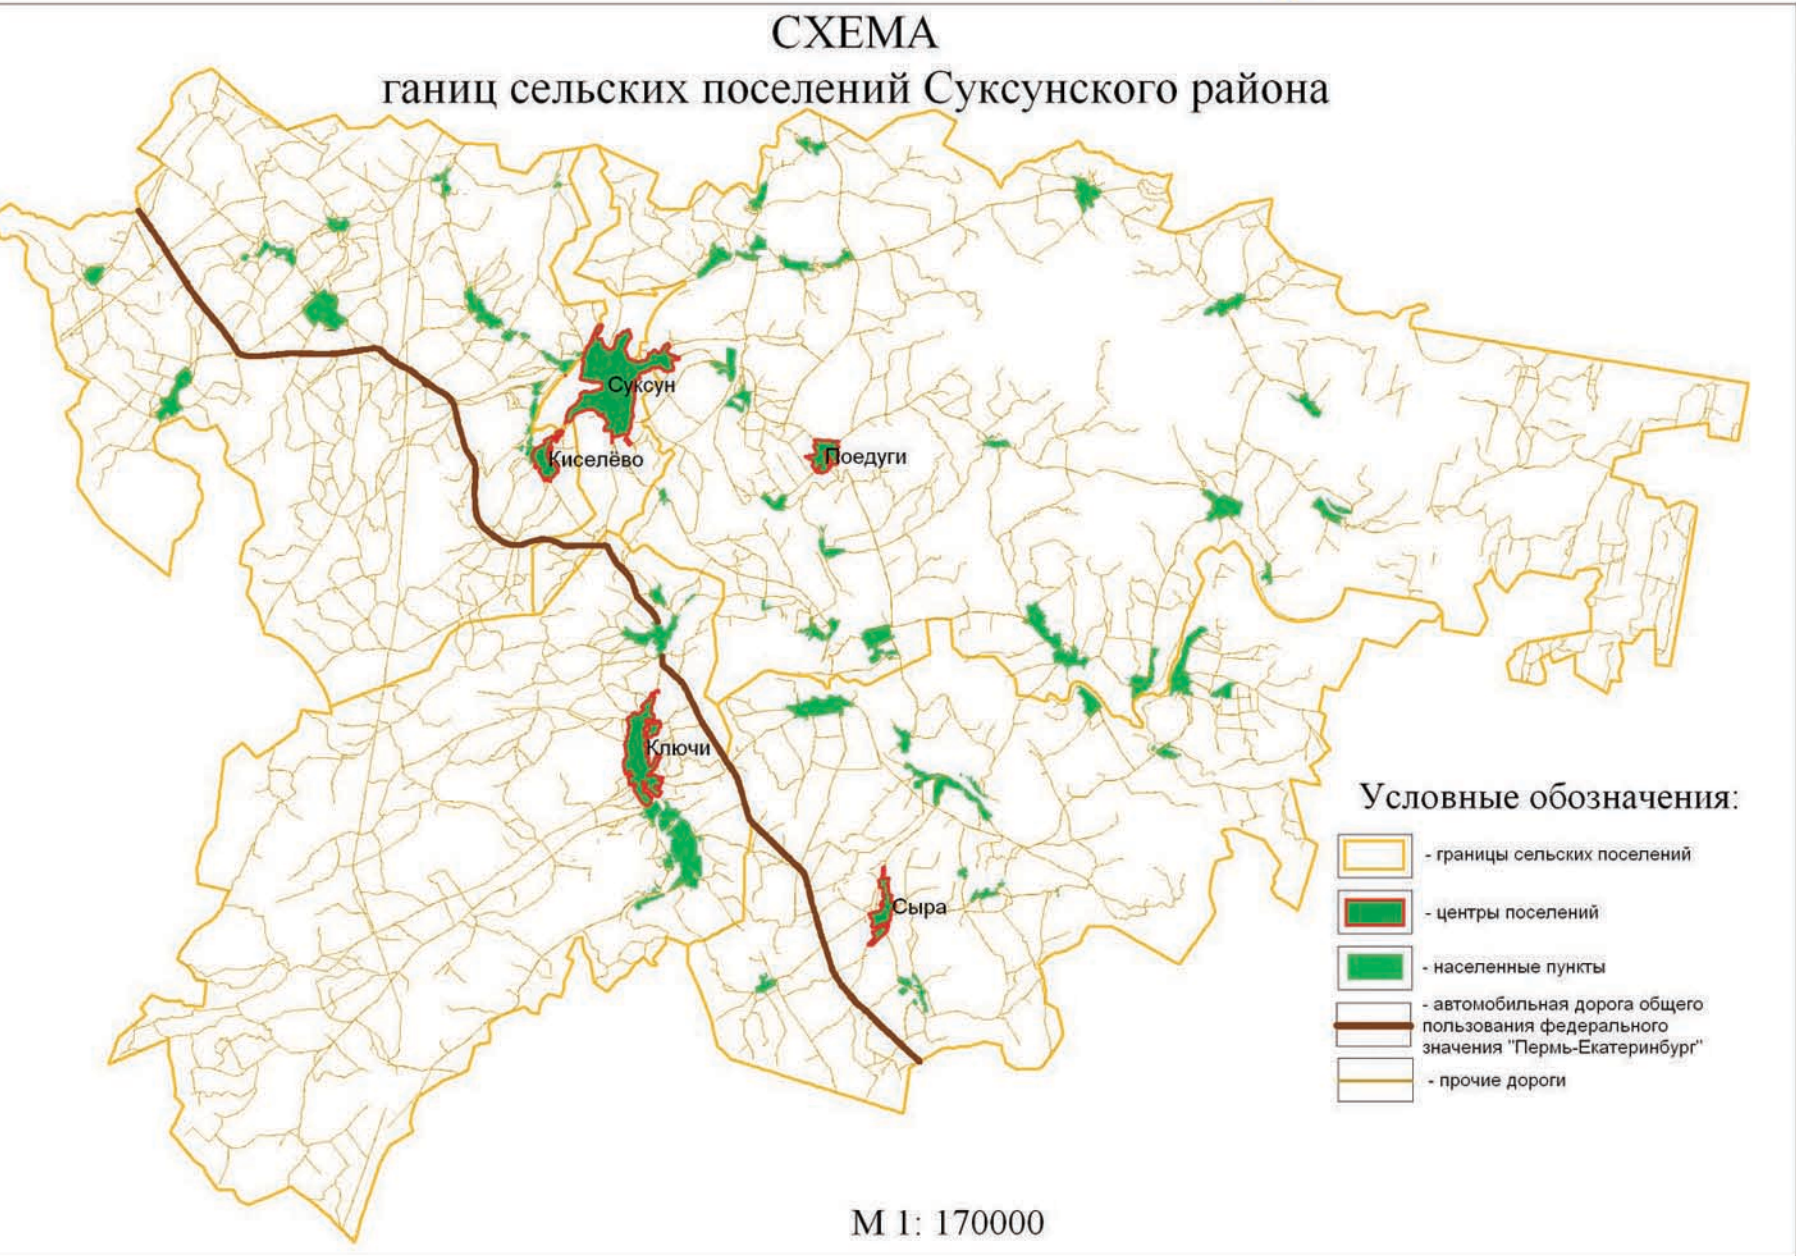 СХЕМА
ганиц сельских поселений Суксунского района
Суксун
Киселёво
Поедуги
Ключи
Сыра
Условные обозначения:
- границы сельских поселений
- центры поселений
- населенные пункты
- автомобильная дорога общего
пользования федерального
значения "Пермь-Екатеринбург"
- прочие дороги
М 1: 170000